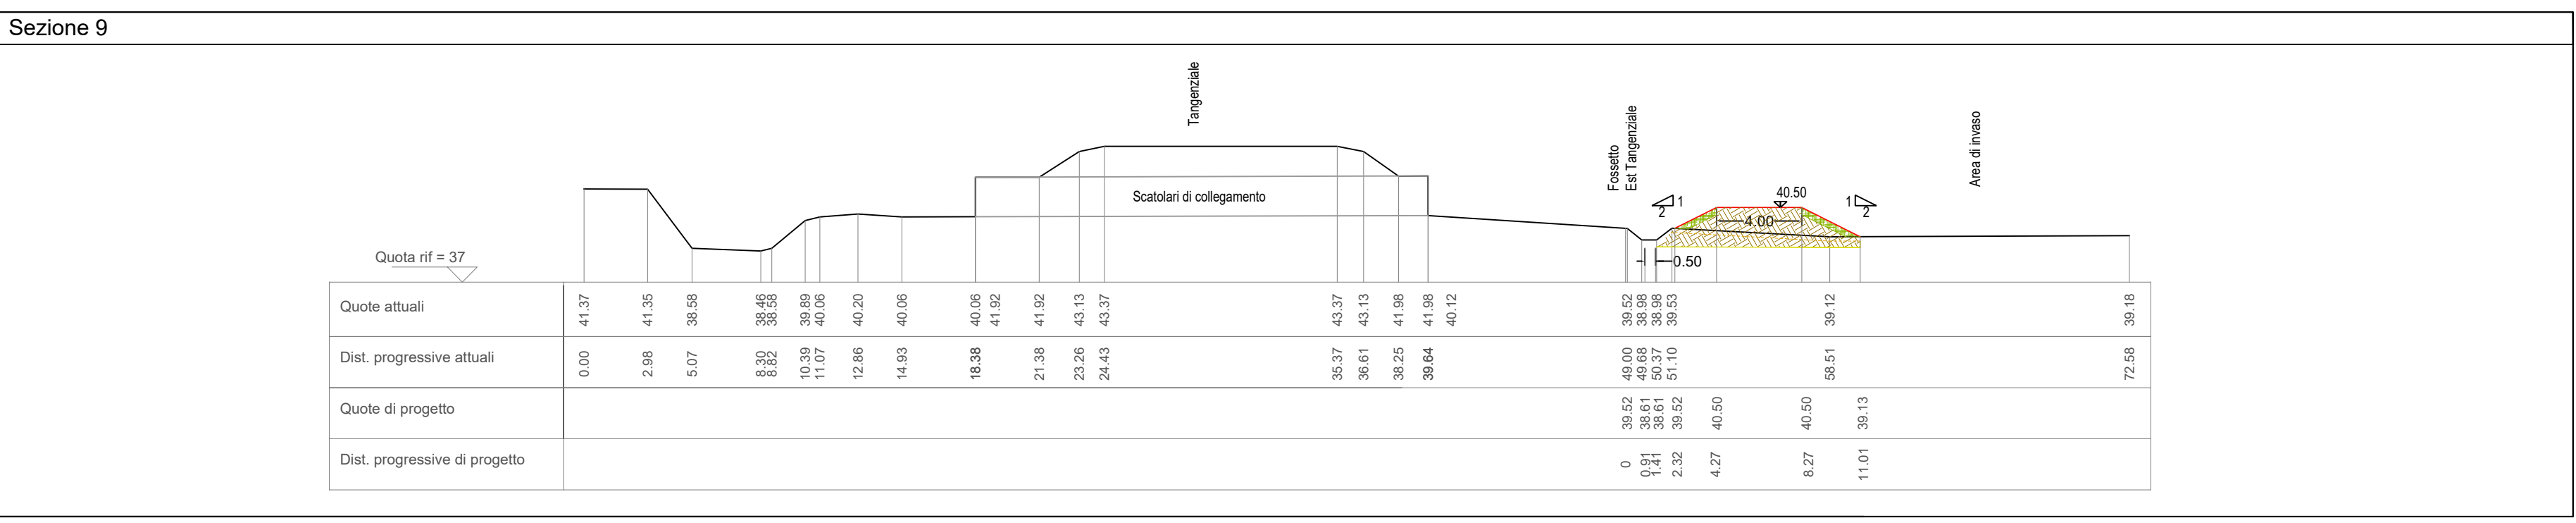 Sezione 9
Tangenziale
Fossetto
Est Tangenziale
Area di invaso
Scatolari di collegamento
1
2
40.50
1
2
4.00
0.50
Quota rif = 37
Quote attuali 41.37 41.35 38.58 38.46 38.58 39.89 40.06 40.20 40.06 40.06 41.92 41.92 43.13 43.37 43.37 43.13 41.98 41.98 40.12 39.52 38.98 38.98 39.53 39.12 39.18
Dist. progressive attuali 0.00 2.98 5.07 8.30 8.82 10.39 11.07 12.86 14.93 18.38 21.38 23.26 24.43 35.37 36.61 38.25 39.64 49.00 49.68 50.37 51.10 58.51 72.58
Quote di progetto 39.52 38.61 38.61 39.52 40.50 40.50 39.13
Dist. progressive di progetto 0 0.91 1.41 2.32 4.27 8.27 11.01